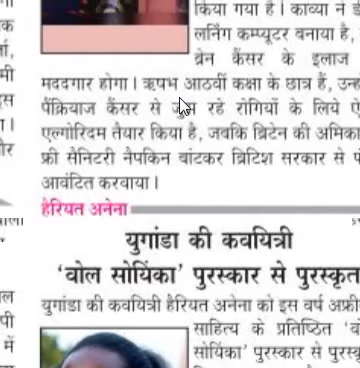 किया गया है। काव्या न
लर्निंग कम्प्यूटर बनाया है,
ब्रेन कैंसर के इलाज
मददगार होगा। ऋषभ आठवीं कक्षा के छात्र हैं, उन्ह
पैंक्रियाज कैंसर से रहे रोगियों के लिये ए
एल्गोरिदम तैयार किया है, जबकि ब्रिटेन की अमिका
फ्री सैनिटरी नैपकिन बांटकर ब्रिटिश सरकार से
आवंटित करवाया।
हैरियत अनेना
युगांडा की कवयित्री
‘वोल सोयिंका’ पुरस्कार से पुरस्कृत
युगांडा की कवयित्री हैरियत अनेना को इस वर्ष अफ्री
साहित्य के प्रतिष्ठित ‘वो
सोयिंका’ पुरस्कार से पुरस्कृ